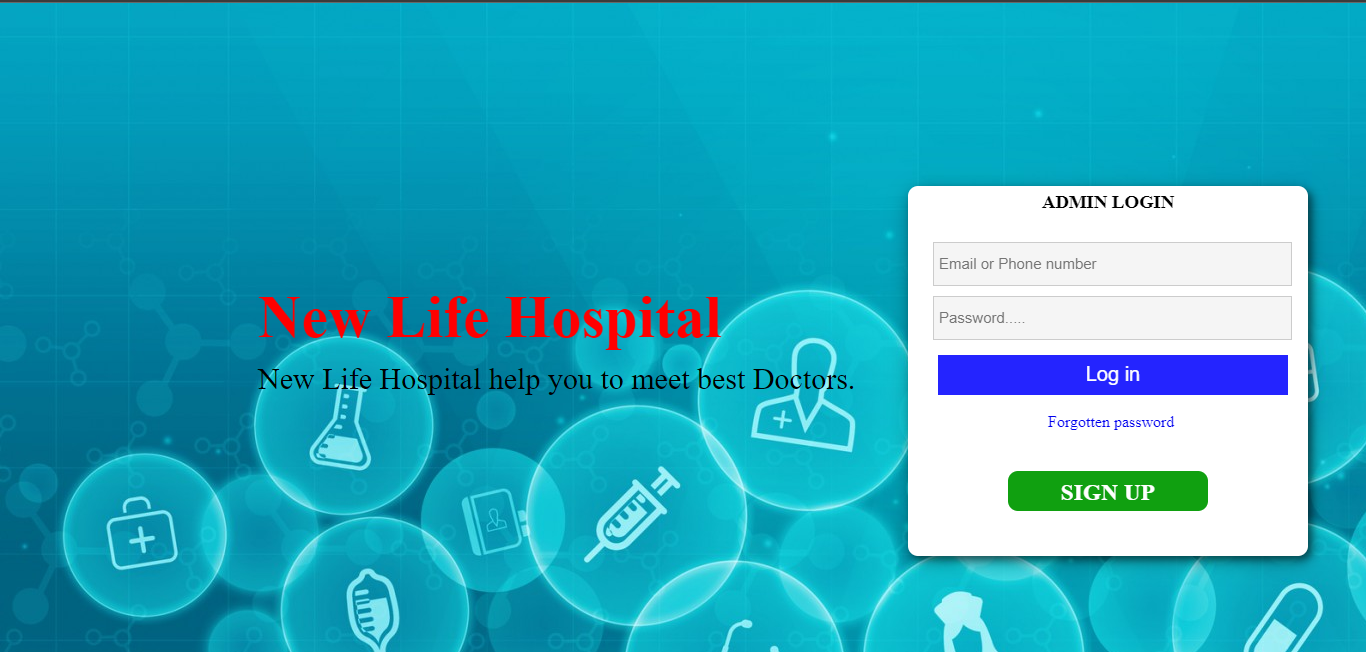 ADMIN LOGIN
Email or Phone number
New Life Hospital
Password.....
New Life Hospital help you to meet best Doctors.
Log in
Forgotten password
SIGN UP